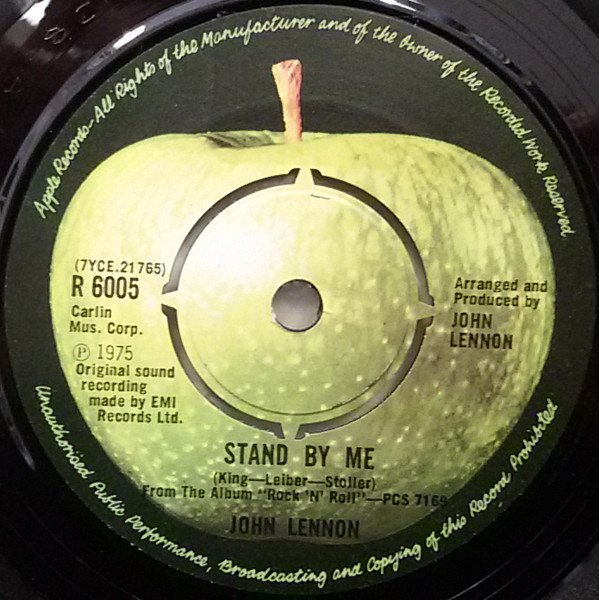 Apple Records-All Rights of the Manufacturer and of the Owner of the Recorded Work Reserved
(7YCE.21765)
R 6005
Carlin
Mus. Corp.
Ⓟ 1975
Original sound
recording
made by EMI
Records Ltd.
Arranged and
Produced by
JOHN
LENNON
STAND BY ME
(King—Leiber—Stoller)
From The Album "Rock 'N' Roll"—PCS 7169
JOHN LENNON
Unauthorised Public Performance, Broadcasting and Copying of this Record Prohibited